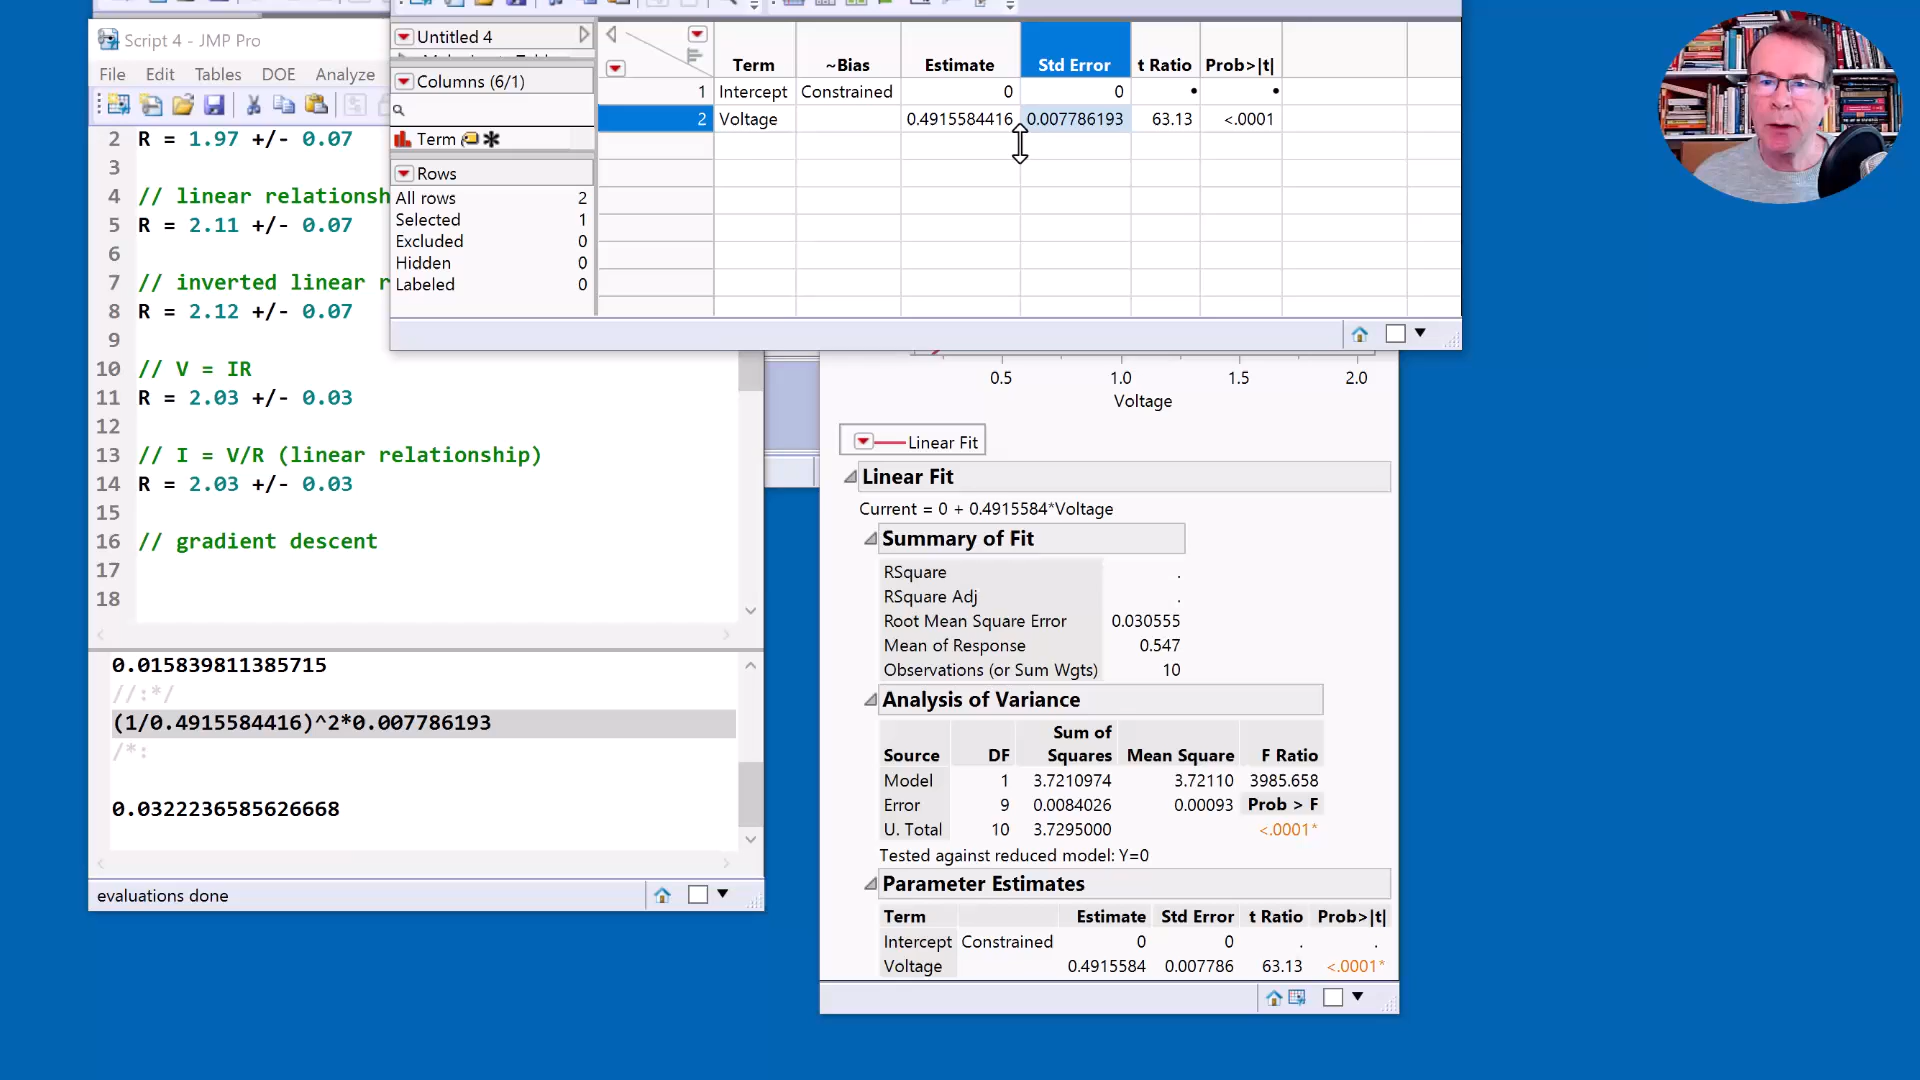 Script 4 - JMP Pro
File Edit Tables DOE Analyze
2 R = 1.97 +/- 0.07
3
4 // linear relationsh
5 R = 2.11 +/- 0.07
6
7 // inverted linear r
8 R = 2.12 +/- 0.07
9
10 // V = IR
11 R = 2.03 +/- 0.03
12
13 // I = V/R (linear relationship)
14 R = 2.03 +/- 0.03
15
16 // gradient descent
17
18
0.015839811385715
//:*/
(1/0.4915584416)^2*0.007786193
/*:
0.0322236585626668
evaluations done
Untitled 4
Columns (6/1)
Term
Rows
All rows 2
Selected 1
Excluded 0
Hidden 0
Labeled 0
Term ~Bias Estimate Std Error t Ratio Prob>|t|
1 Intercept Constrained 0 0 • •
2 Voltage 0.4915584416 0.007786193 63.13 <.0001
0.5 1.0 1.5 2.0
Voltage
Linear Fit
Linear Fit
Current = 0 + 0.4915584*Voltage
Summary of Fit
RSquare .
RSquare Adj .
Root Mean Square Error 0.030555
Mean of Response 0.547
Observations (or Sum Wgts) 10
Analysis of Variance
Sum of
Source DF Squares Mean Square F Ratio
Model 1 3.7210974 3.72110 3985.658
Error 9 0.0084026 0.00093 Prob > F
U. Total 10 3.7295000 <.0001*
Tested against reduced model: Y=0
Parameter Estimates
Term Estimate Std Error t Ratio Prob>|t|
Intercept Constrained 0 0 . .
Voltage 0.4915584 0.007786 63.13 <.0001*